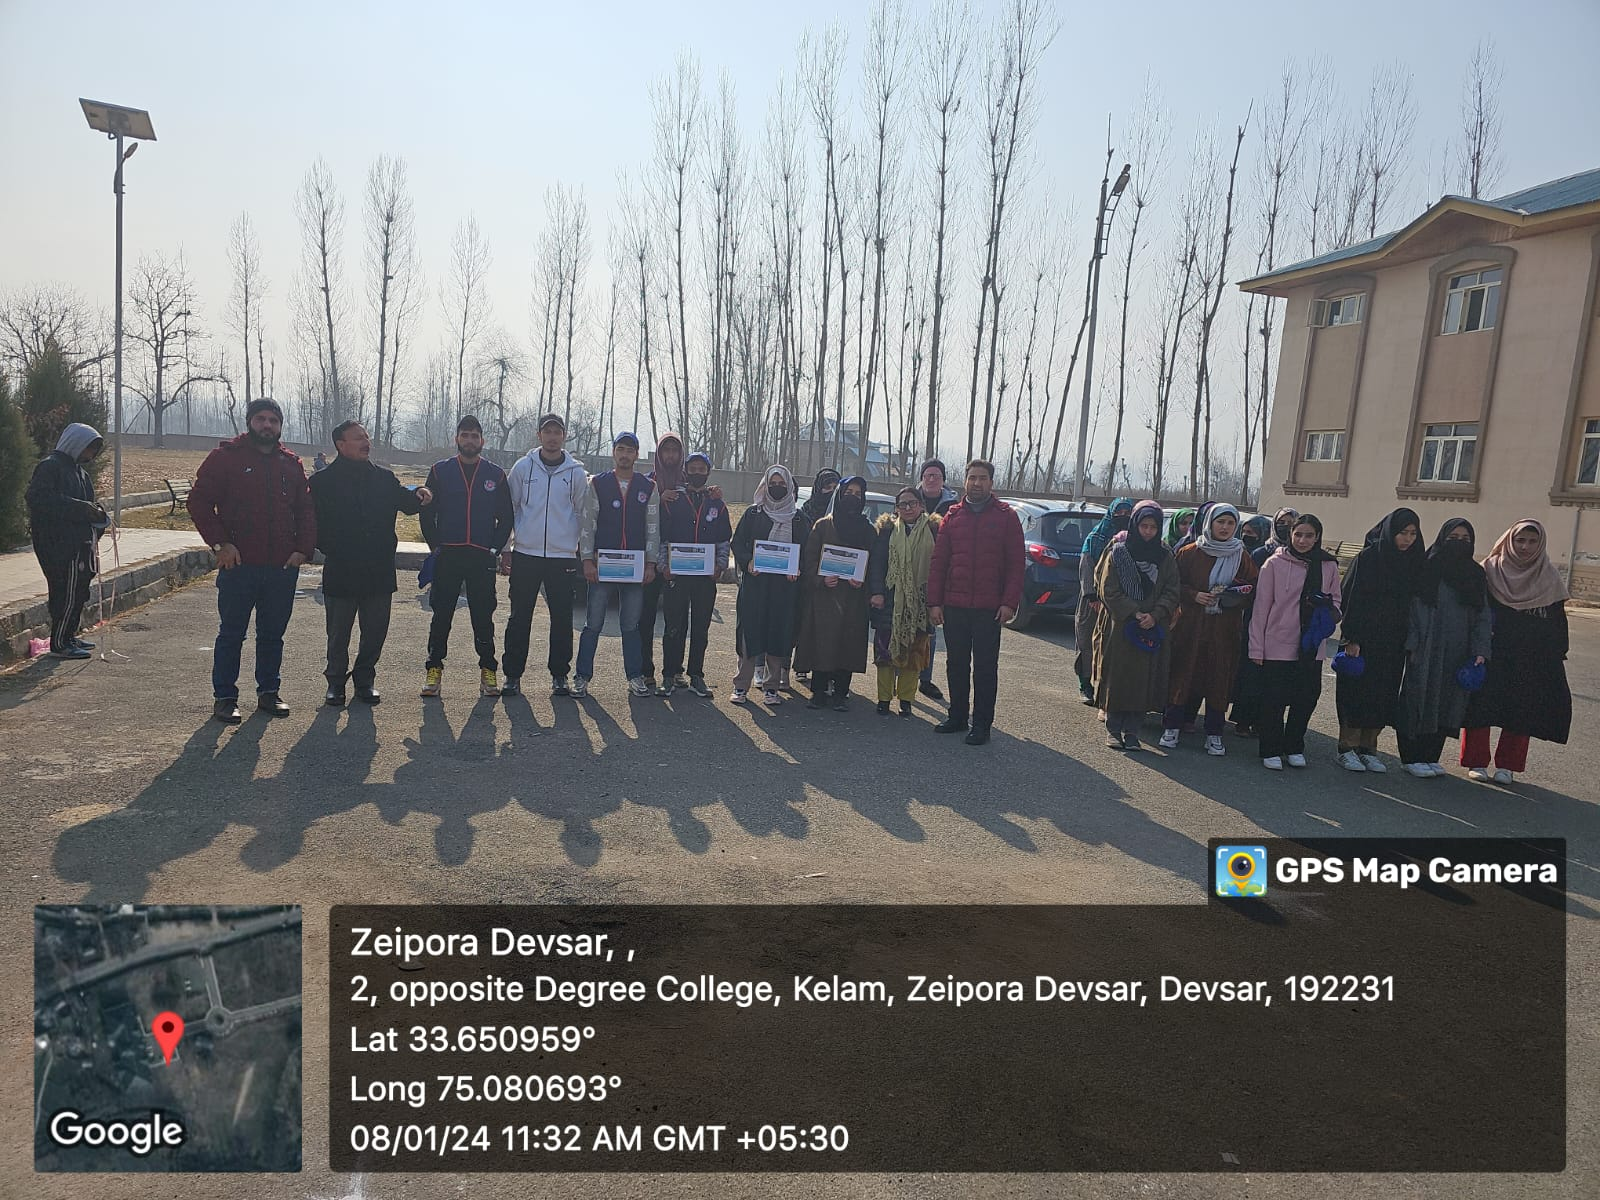 GPS Map Camera
Zeipora Devsar, ,
2, opposite Degree College, Kelam, Zeipora Devsar, Devsar, 192231
Lat 33.650959°
Long 75.080693°
08/01/24 11:32 AM GMT +05:30
Google